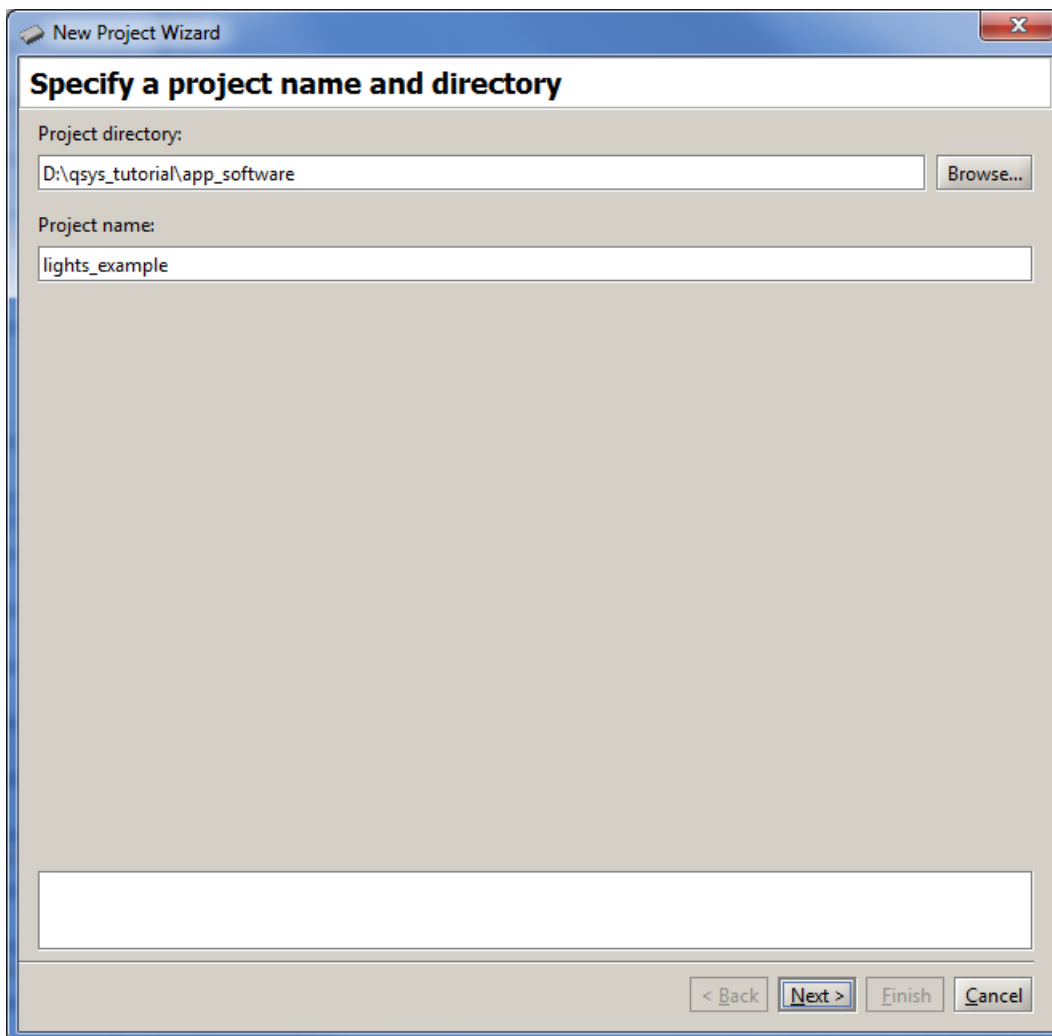 New Project Wizard
Specify a project name and directory
Project directory:
D:\qsys_tutorial\app_software
Browse...
Project name:
lights_example
< Back
Next >
Finish
Cancel